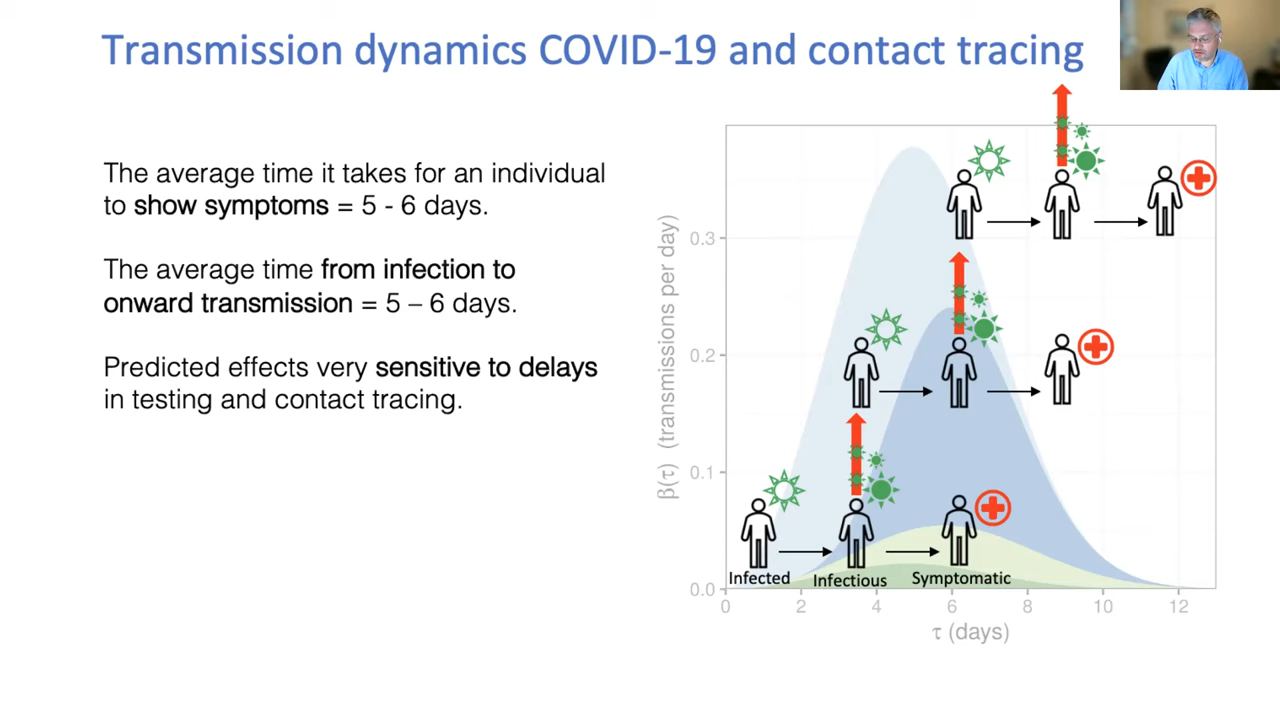 Transmission dynamics COVID-19 and contact tracing
The average time it takes for an individual
to show symptoms = 5 - 6 days.
The average time from infection to
onward transmission = 5 – 6 days.
Predicted effects very sensitive to delays
in testing and contact tracing.
β(τ) (transmissions per day)
0.3
0.2
0.1
0.0
Infected
Infectious
Symptomatic
0
2
4
6
8
10
12
τ (days)